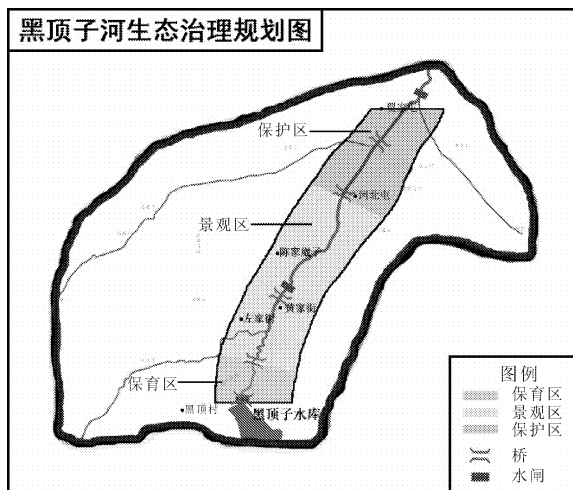 黑顶子河生态治理规划图
保护区
河北屯
景观区
黄家街
保育区
黑顶村
黑顶子水库
图例
保育区
景观区
保护区
桥
水闸